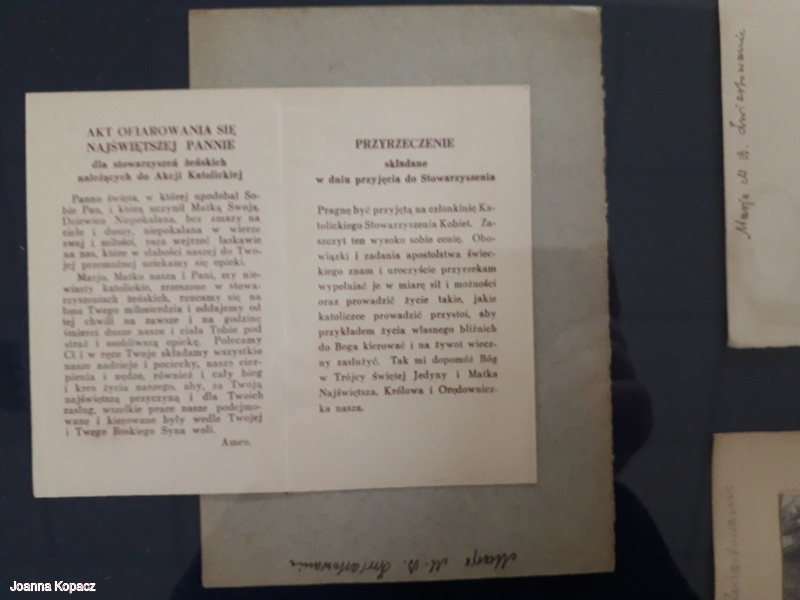 AKT OFIAROWANIA SIĘ
NAJŚWIĘTSZEJ PANNIE
dla stowarzyszeń żeńskich
należących do Akcji Katolickiej
Panno święta, w której upodobał So-
bie Pan, i którą uczynił Matką Swoją,
Dziewico Niepokalana, bez zmazy na
ciele i duszy, niepokalana w wierze
swej i miłości, racz wejrzeć łaskawie
na nas, które w słabości naszej do Two-
jej przemożnej uciekamy się opieki.
Marjo, Matko nasza i Pani, my nie-
wiasty katolickie, zrzeszone w stowa-
rzyszeniach żeńskich, rzucamy się na
łono Twego miłosierdzia i oddajemy od
tej chwili na zawsze i na godzinę
śmierci dusze nasze i ciała Tobie pod
straż i osobliwszą opiekę. Polecamy
Ci i w ręce Twoje składamy wszystkie
nasze nadzieje i pociechy, nasze cier-
pienia i nędze, również i cały bieg
i kres życia naszego, aby, za Twoją
najświętszą przyczyną i dla Twoich
zasług, wszelkie prace nasze podejmo-
wane i kierowane były wedle Twojej
i Twego Boskiego Syna woli.
Amen.
PRZYRZECZENIE
składane
w dniu przyjęcia do Stowarzyszenia
Pragnę być przyjętą na członkinię Ka-
tolickiego Stowarzyszenia Kobiet. Za-
szczyt ten wysoko sobie cenię. Obo-
wiązki i zadania apostolstwa świec-
kiego znam i uroczyście przyrzekam
wypełniać je w miarę sił i możności
oraz prowadzić życie takie, jakie
katoliczce prowadzić przystoi, aby
przykładem życia własnego bliźnich
do Boga kierować i na żywot wiecz-
ny zasłużyć. Tak mi dopomóż Bóg
w Trójcy Świętej Jedyny i Matka
Najświętsza, Królowa i Orędownicz-
ka nasza.
Marja M. B.
Marja M. B.
Joanna Kopacz